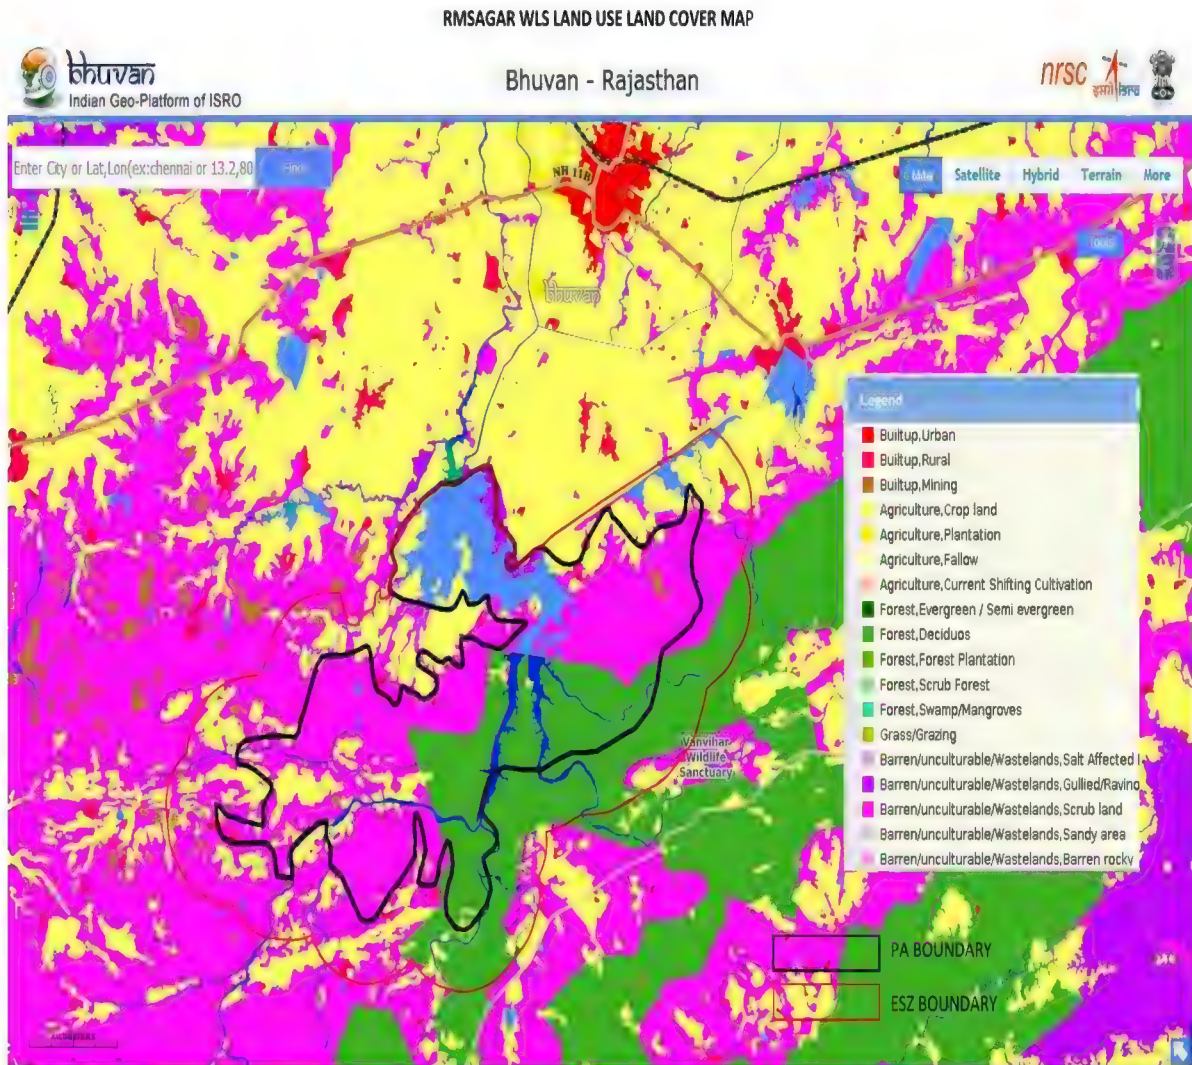 RMSAGAR WLS LAND USE LAND COVER MAP
bhuvan
Indian Geo-Platform of ISRO
Bhuvan - Rajasthan
nrsc
इसरो isro
Enter City or Lat,Lon(ex:chennai or 13.2,80
Find
Satellite
Hybrid
Terrain
More
NH 11B
Tools
bhuvan
Legend
Builtup,Urban
Builtup,Rural
Builtup,Mining
Agriculture,Crop land
Agriculture,Plantation
Agriculture,Fallow
Agriculture,Current Shifting Cultivation
Forest,Evergreen / Semi evergreen
Forest,Deciduos
Forest,Forest Plantation
Forest,Scrub Forest
Forest,Swamp/Mangroves
Grass/Grazing
Barren/unculturable/Wastelands,Salt Affected l
Barren/unculturable/Wastelands,Gullied/Ravino
Barren/unculturable/Wastelands,Scrub land
Barren/unculturable/Wastelands,Sandy area
Barren/unculturable/Wastelands,Barren rocky
Vanvihar
Wildlife
Sanctuary
PA BOUNDARY
ESZ BOUNDARY